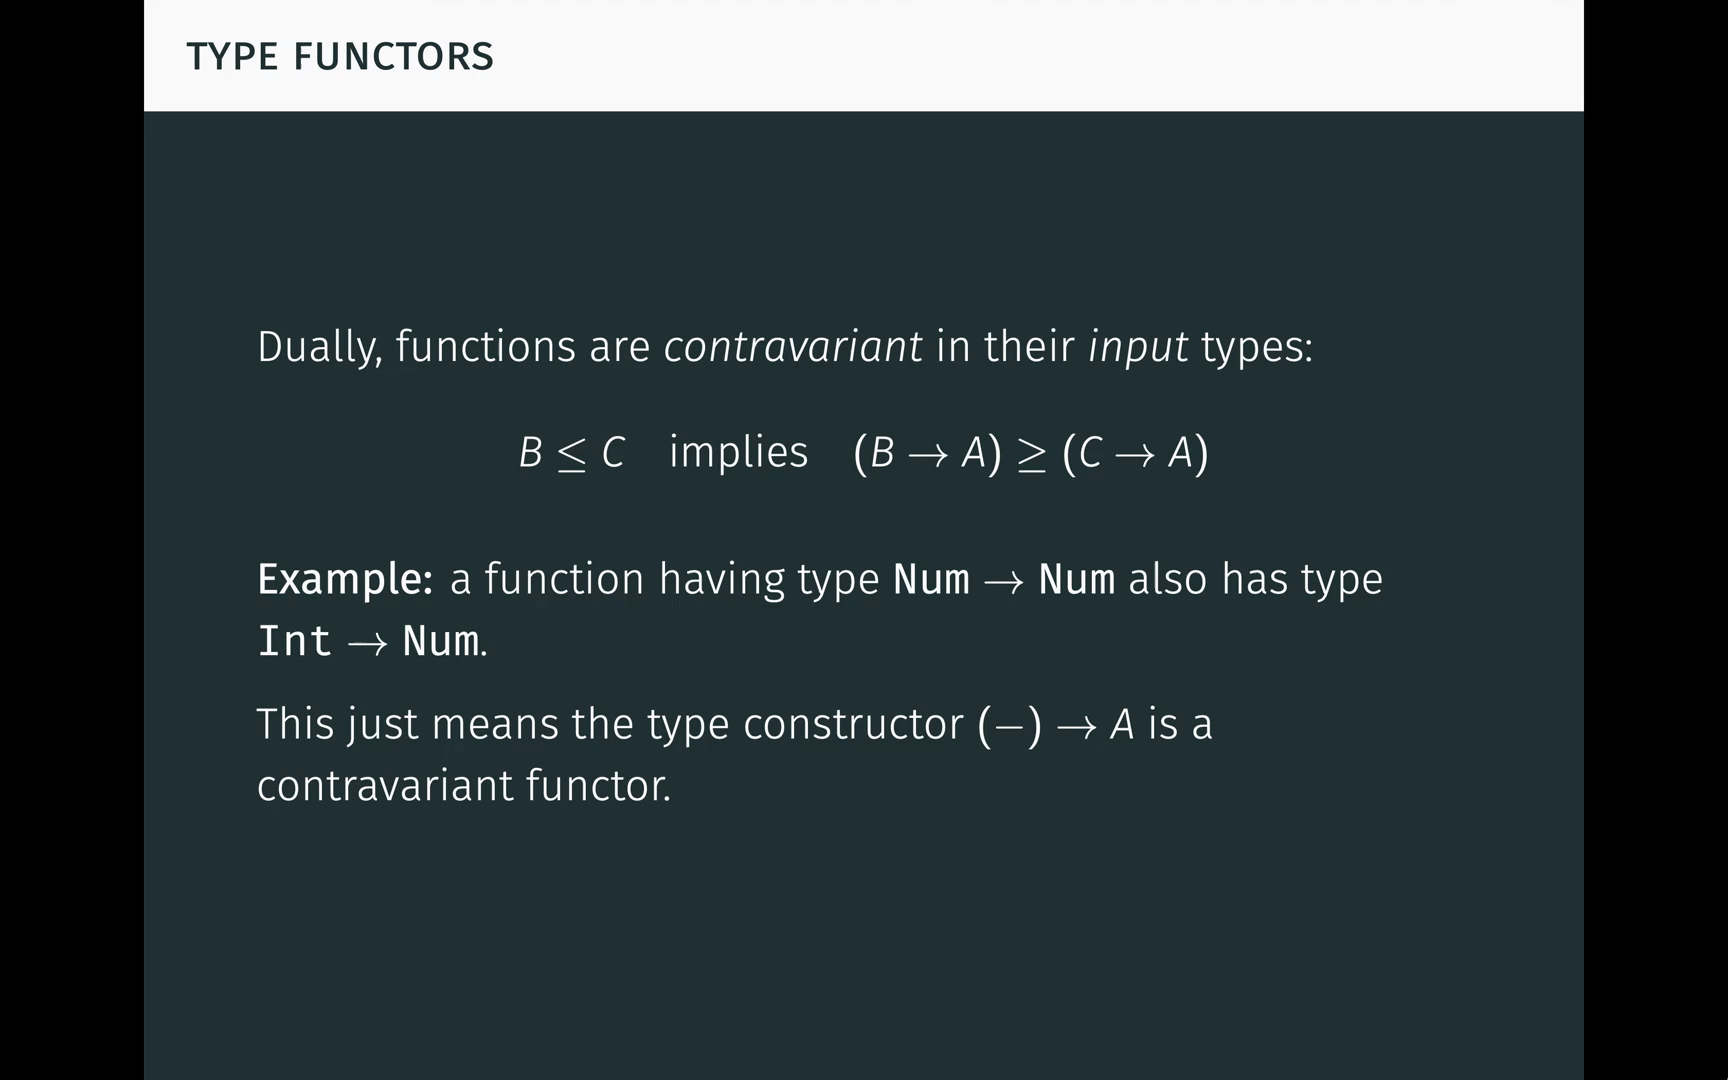 TYPE FUNCTORS
Dually, functions are contravariant in their input types:
B ≤ C implies (B → A) ≥ (C → A)
Example: a function having type Num → Num also has type
Int → Num.
This just means the type constructor (−) → A is a
contravariant functor.